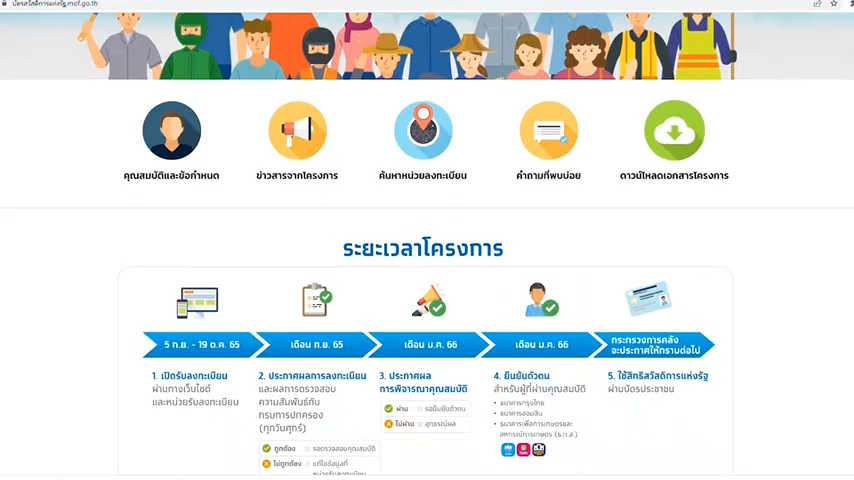 บัตรสวัสดิการแห่งรัฐ.mof.go.th
คุณสมบัติและข้อกำหนด
ข่าวสารจากโครงการ
ค้นหาหน่วยลงทะเบียน
คำถามที่พบบ่อย
ดาวน์โหลดเอกสารโครงการ
ระยะเวลาโครงการ
5 ก.ย. - 19 ต.ค. 65
เดือน ก.ย. 65
เดือน ม.ค. 66
เดือน ม.ค. 66
กระทรวงการคลัง
จะประกาศให้ทราบต่อไป
1. เปิดรับลงทะเบียน
ผ่านทางเว็บไซต์
และหน่วยรับลงทะเบียน
2. ประกาศผลการลงทะเบียน
และผลการตรวจสอบ
ความสัมพันธ์กับ
กรมการปกครอง
(ทุกวันศุกร์)
ถูกต้อง
รอตรวจสอบคุณสมบัติ
ไม่ถูกต้อง
แก้ไขข้อมูลที่
หน่วยรับลงทะเบียน
3. ประกาศผล
การพิจารณาคุณสมบัติ
ผ่าน
รอยืนยันตัวตน
ไม่ผ่าน
อุทธรณ์ผล
4. ยืนยันตัวตน
สำหรับผู้ที่ผ่านคุณสมบัติ
• ธนาคารกรุงไทย
• ธนาคารออมสิน
• ธนาคารเพื่อการเกษตรและ
สหกรณ์การเกษตร (ธ.ก.ส.)
5. ใช้สิทธิสวัสดิการแห่งรัฐ
ผ่านบัตรประชาชน